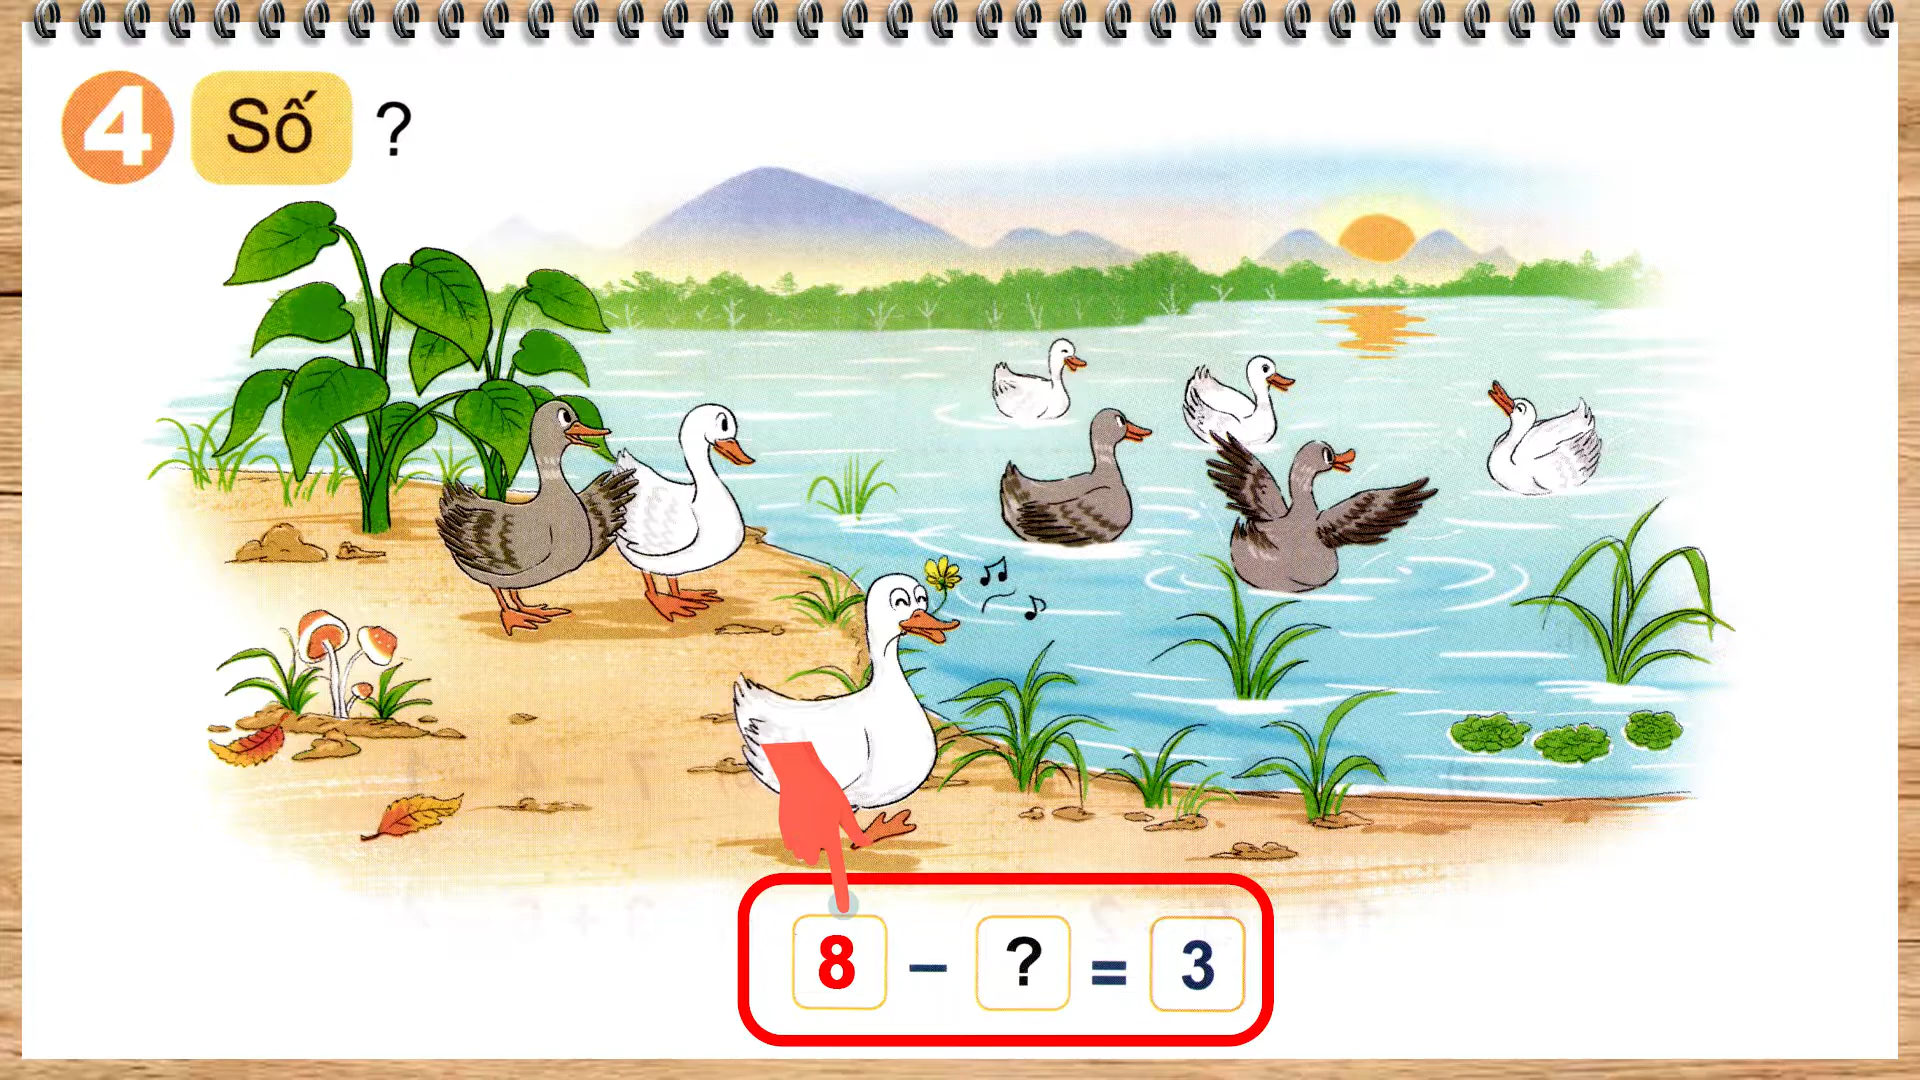 4 Số ?
8 – ? = 3